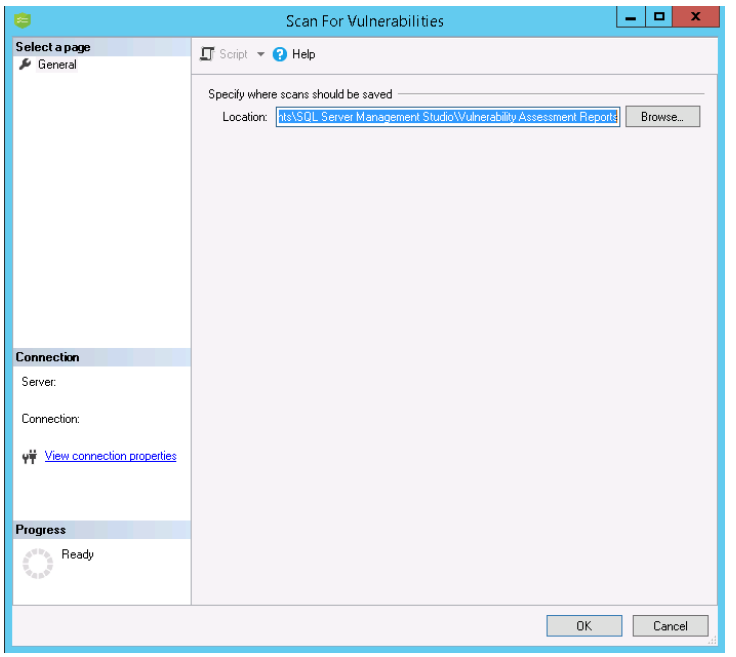 Scan For Vulnerabilities
Select a page
General
Script
Help
Specify where scans should be saved
Location: nts\SQL Server Management Studio\Vulnerability Assessment Reports Browse...
Connection
Server:
Connection:
View connection properties
Progress
Ready
OK Cancel